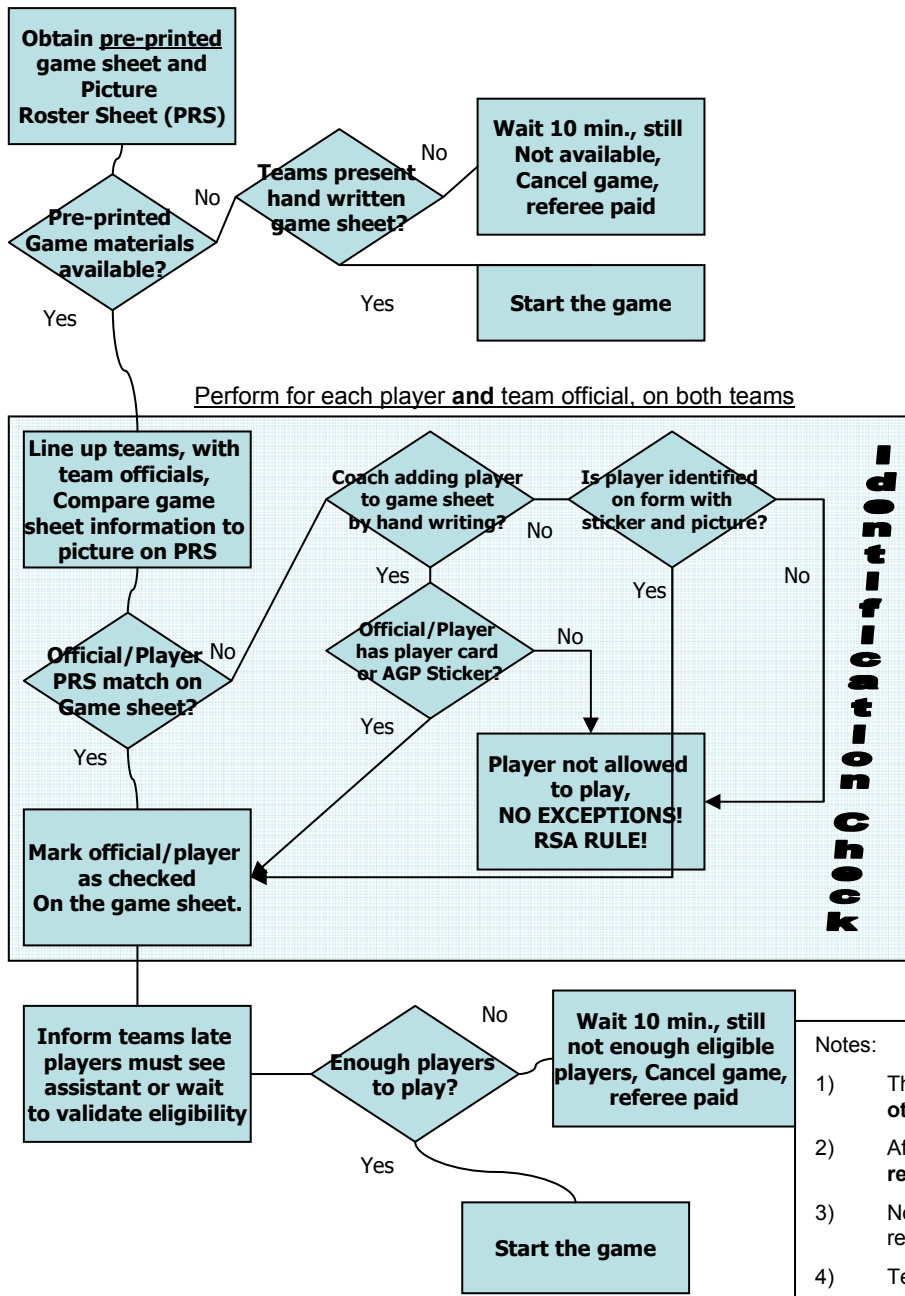 Obtain pre-printed
game sheet and
Picture
Roster Sheet (PRS)
No
Teams present
hand written
game sheet?
No
Wait 10 min., still
Not available,
Cancel game,
referee paid
Pre-printed
Game materials
available?
Yes
Yes
Start the game
Perform for each player and team official, on both teams
Line up teams, with
team officials,
Compare game
sheet information to
picture on PRS
Coach adding player
to game sheet
by hand writing?
No
Is player identified
on form with
sticker and picture?
Yes
Yes
No
Official/Player
PRS match on
Game sheet?
No
Official/Player
has player card
or AGP Sticker?
No
Yes
Yes
Player not allowed
to play,
NO EXCEPTIONS!
RSA RULE!
Identification Check
Mark official/player
as checked
On the game sheet.
Inform teams late
players must see
assistant or wait
to validate eligibility
Enough players
to play?
No
Yes
Wait 10 min., still
not enough eligible
players, Cancel game,
referee paid
Start the game
Notes:
1)
2)
3)
4)